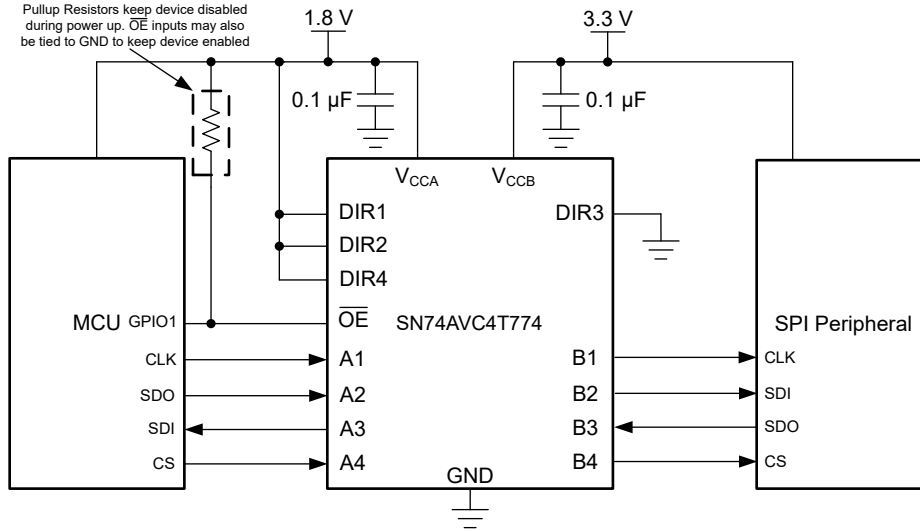 Pullup Resistors keep device disabled
during power up. OE inputs may also
be tied to GND to keep device enabled
1.8 V
3.3 V
0.1 µF
0.1 µF
VCCA
VCCB
DIR1
DIR3
DIR2
DIR4
MCU
GPIO1
OE
SN74AVC4T774
SPI Peripheral
CLK
A1
B1
CLK
SDO
A2
B2
SDI
SDI
A3
B3
SDO
CS
A4
B4
CS
GND